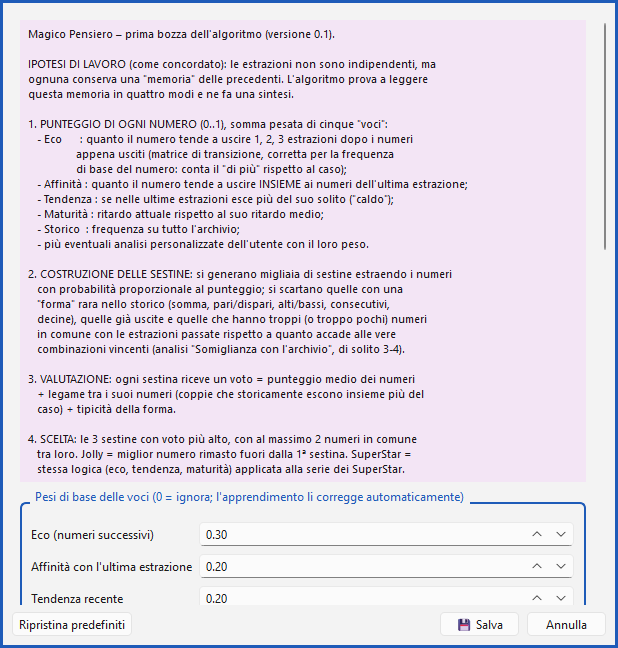 Magico Pensiero – prima bozza dell'algoritmo (versione 0.1).
IPOTESI DI LAVORO (come concordato): le estrazioni non sono indipendenti, ma
ognuna conserva una "memoria" delle precedenti. L'algoritmo prova a leggere
questa memoria in quattro modi e ne fa una sintesi.
1. PUNTEGGIO DI OGNI NUMERO (0..1), somma pesata di cinque "voci":
- Eco : quanto il numero tende a uscire 1, 2, 3 estrazioni dopo i numeri
appena usciti (matrice di transizione, corretta per la frequenza
di base del numero: conta il "di più" rispetto al caso);
- Affinità : quanto il numero tende a uscire INSIEME ai numeri dell'ultima estrazione;
- Tendenza : se nelle ultime estrazioni esce più del suo solito ("caldo");
- Maturità : ritardo attuale rispetto al suo ritardo medio;
- Storico : frequenza su tutto l'archivio;
- più eventuali analisi personalizzate dell'utente con il loro peso.
2. COSTRUZIONE DELLE SESTINE: si generano migliaia di sestine estraendo i numeri
con probabilità proporzionale al punteggio; si scartano quelle con una
"forma" rara nello storico (somma, pari/dispari, alti/bassi, consecutivi,
decine), quelle già uscite e quelle che hanno troppi (o troppo pochi) numeri
in comune con le estrazioni passate rispetto a quanto accade alle vere
combinazioni vincenti (analisi "Somiglianza con l'archivio", di solito 3-4).
3. VALUTAZIONE: ogni sestina riceve un voto = punteggio medio dei numeri
+ legame tra i suoi numeri (coppie che storicamente escono insieme più del
caso) + tipicità della forma.
4. SCELTA: le 3 sestine con voto più alto, con al massimo 2 numeri in comune
tra loro. Jolly = miglior numero rimasto fuori dalla 1ª sestina. SuperStar =
stessa logica (eco, tendenza, maturità) applicata alla serie dei SuperStar.
Pesi di base delle voci (0 = ignora; l'apprendimento li corregge automaticamente)
Eco (numeri successivi) 0.30
Affinità con l'ultima estrazione 0.20
Tendenza recente 0.20
Ripristina predefiniti Salva Annulla